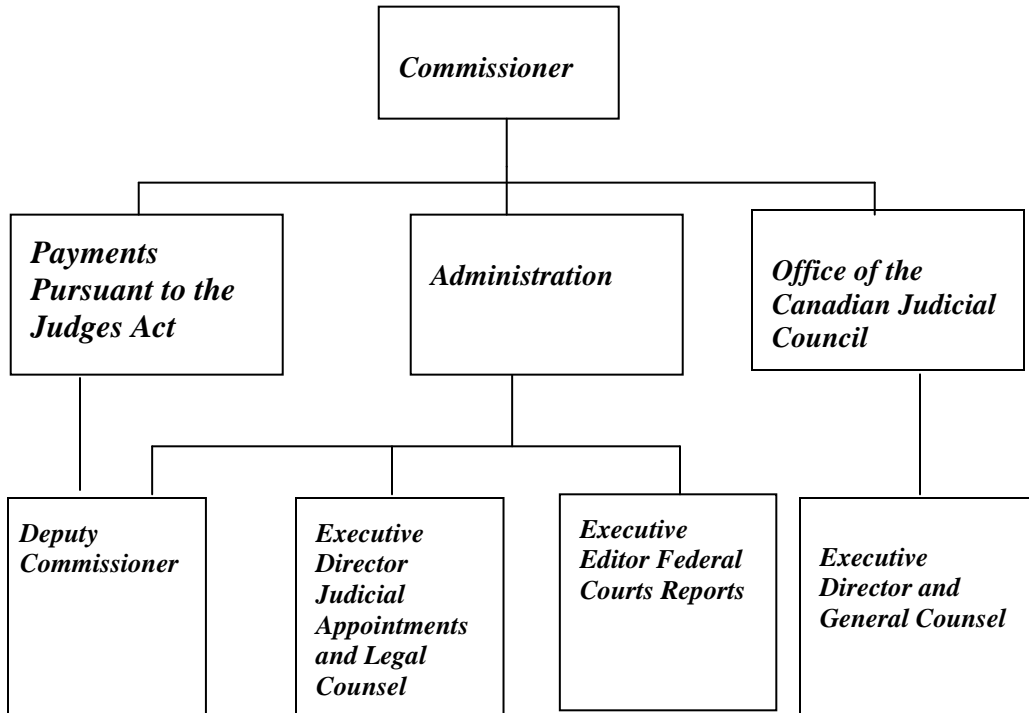 Commissioner
Payments
Pursuant to the
Judges Act
Administration
Office of the
Canadian Judicial
Council
Deputy
Commissioner
Executive
Director
Judicial
Appointments
and Legal
Counsel
Executive
Editor Federal
Courts Reports
Executive
Director and
General Counsel